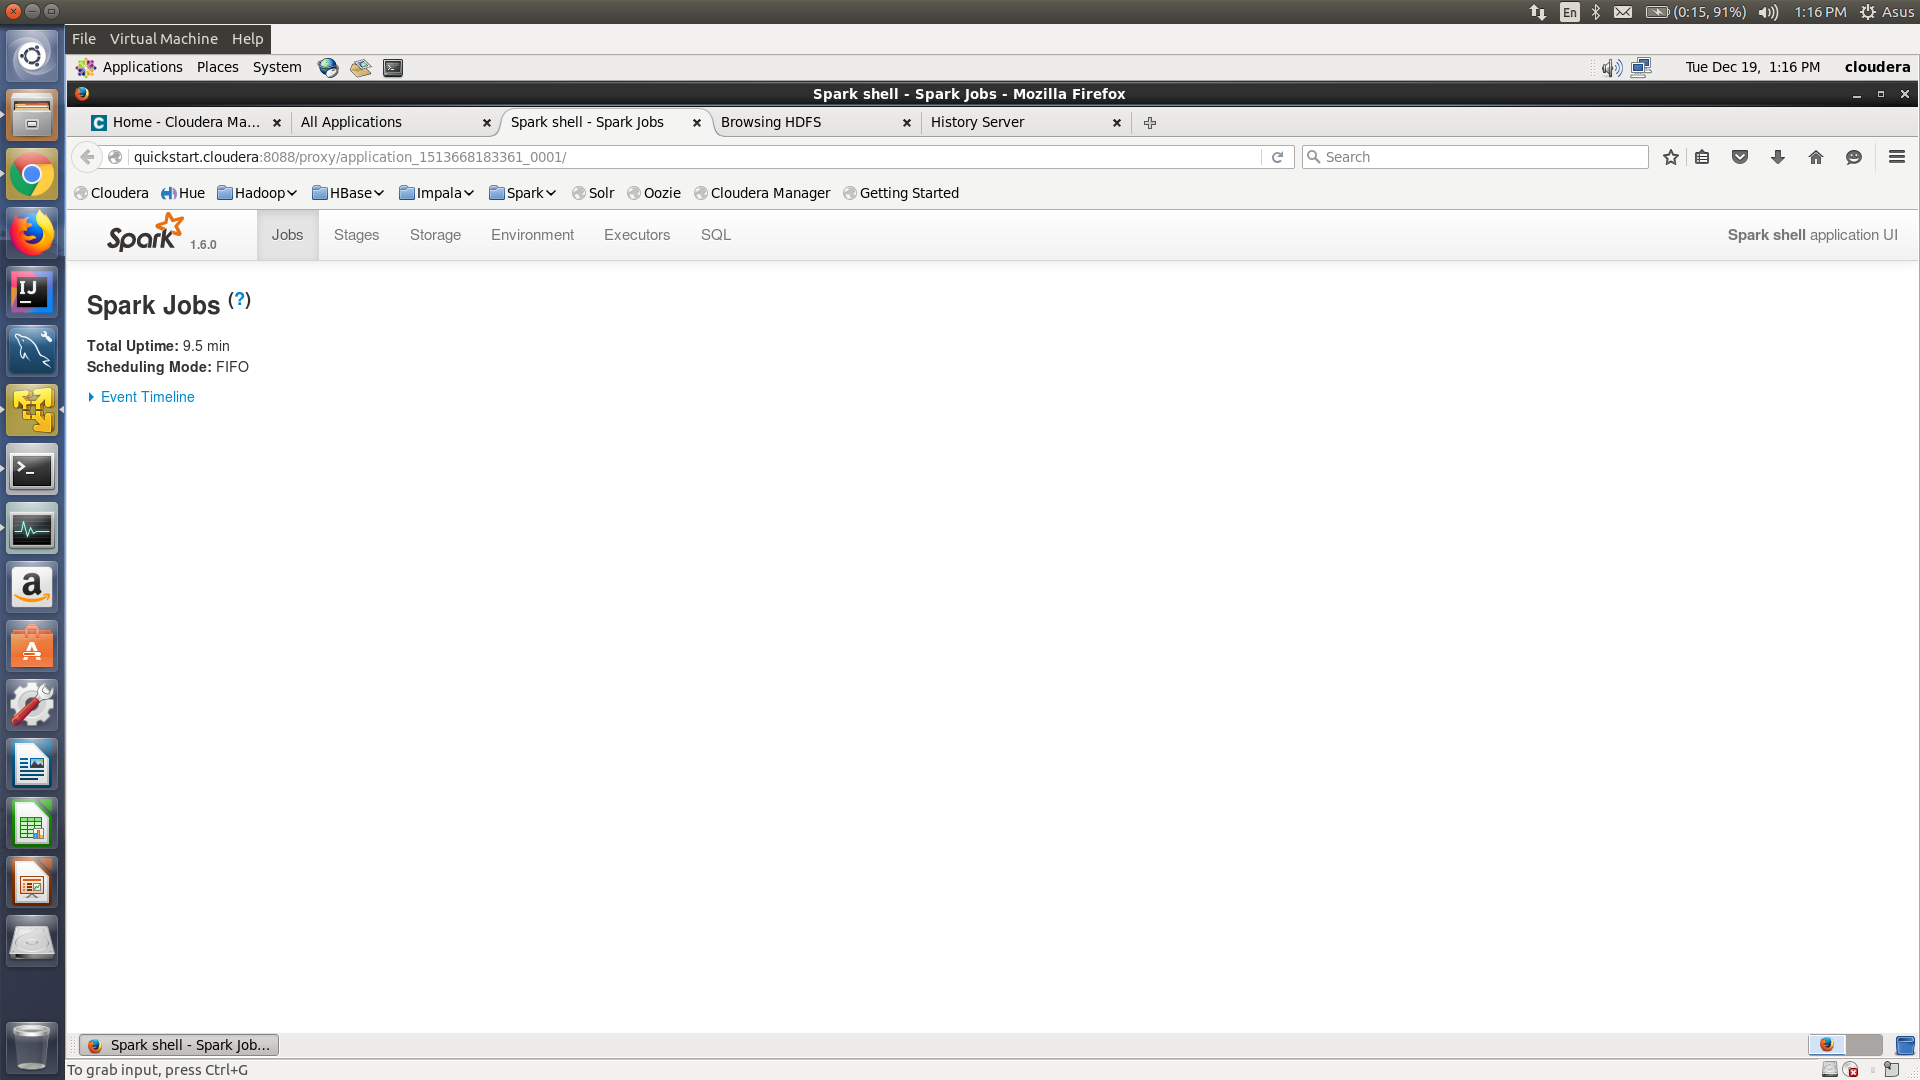 En (0:15, 91%) 1:16 PM Asus
File Virtual Machine Help
Applications Places System Tue Dec 19, 1:16 PM cloudera
Spark shell - Spark Jobs - Mozilla Firefox
Home - Cloudera Ma... All Applications Spark shell - Spark Jobs Browsing HDFS History Server
quickstart.cloudera:8088/proxy/application_1513668183361_0001/ Search
Cloudera Hue Hadoop HBase Impala Spark Solr Oozie Cloudera Manager Getting Started
Spark 1.6.0 Jobs Stages Storage Environment Executors SQL Spark shell application UI
Spark Jobs (?)
Total Uptime: 9.5 min
Scheduling Mode: FIFO
Event Timeline
Spark shell - Spark Job...
To grab input, press Ctrl+G